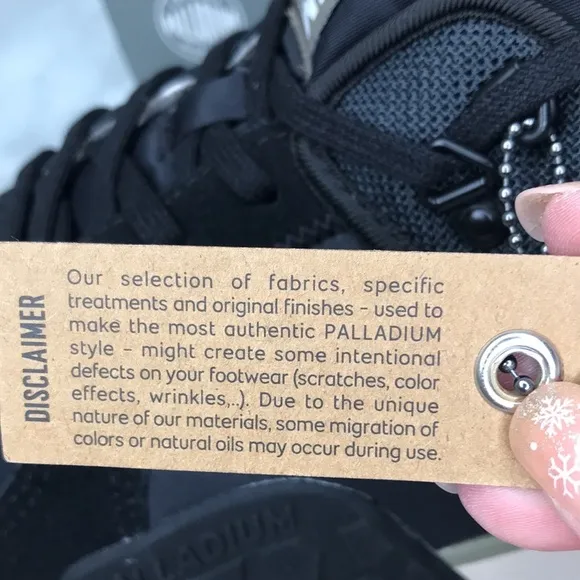 DISCLAIMER
Our selection of fabrics, specific
treatments and original finishes - used to
make the most authentic PALLADIUM
style - might create some intentional
defects on your footwear (scratches, color
effects, wrinkles,..). Due to the unique
nature of our materials, some migration of
colors or natural oils may occur during use.
PALLADIUM